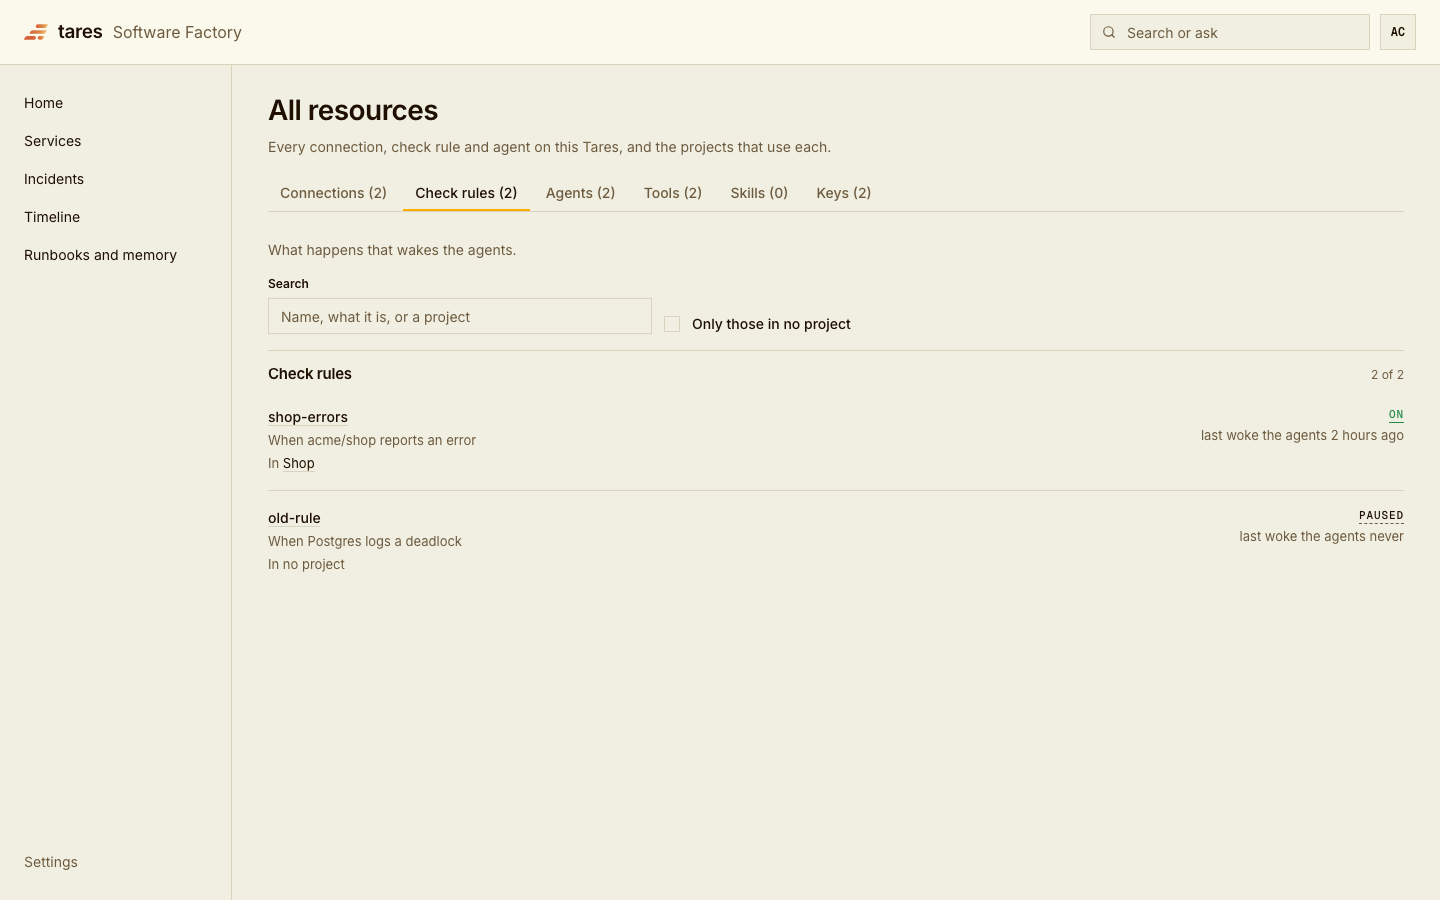 tares Software Factory
Search or ask
AC
Home
Services
Incidents
Timeline
Runbooks and memory
Settings
All resources
Every connection, check rule and agent on this Tares, and the projects that use each.
Connections (2) Check rules (2) Agents (2) Tools (2) Skills (0) Keys (2)
What happens that wakes the agents.
Search
Name, what it is, or a project
Only those in no project
Check rules
2 of 2
shop-errors
ON
When acme/shop reports an error
last woke the agents 2 hours ago
In Shop
old-rule
PAUSED
When Postgres logs a deadlock
last woke the agents never
In no project